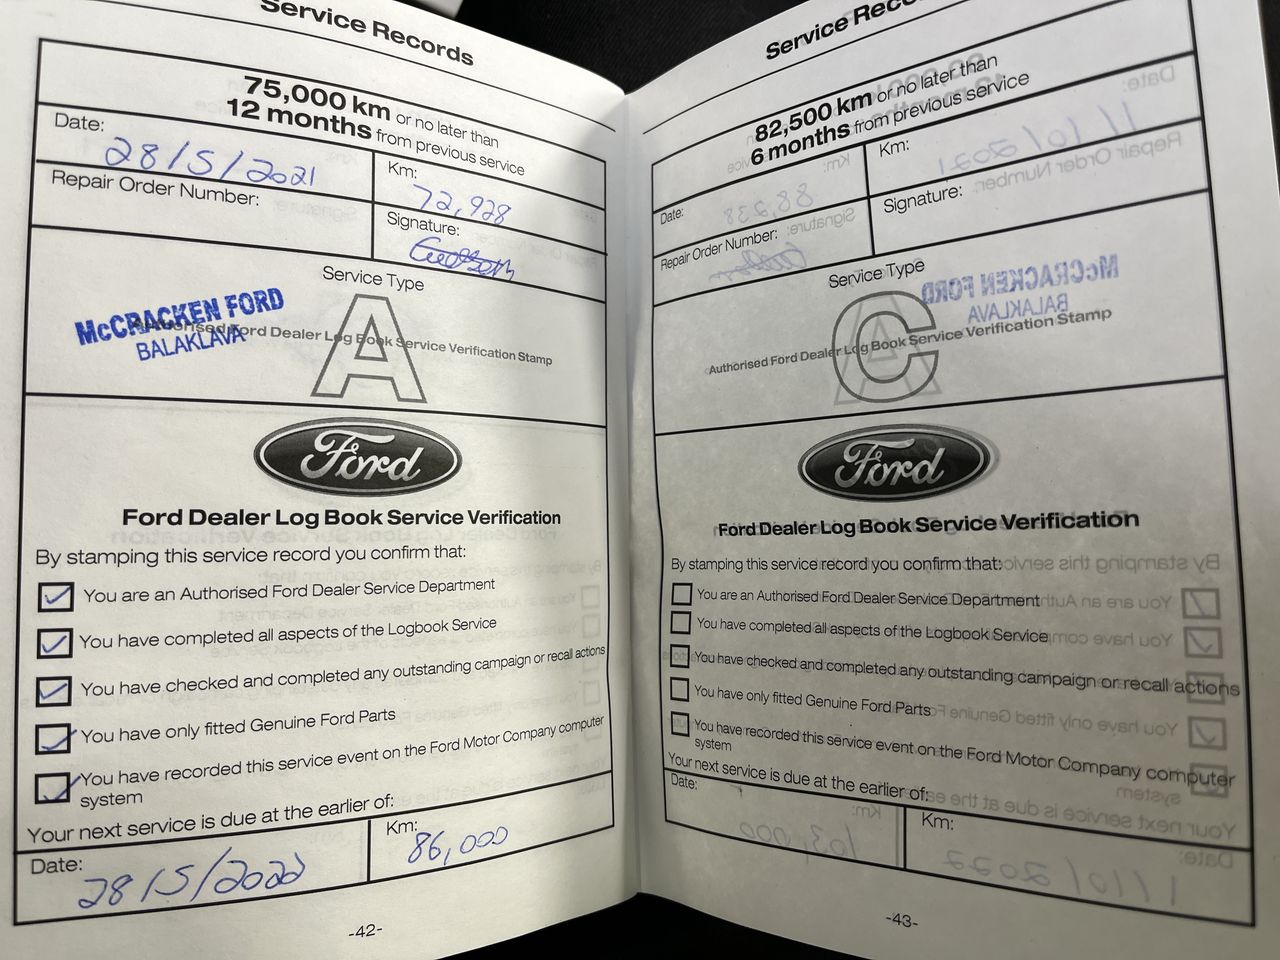 Service Records
75,000 km or no later than
12 months from previous service
Date:
28/5/2021
Km:
72,928
Repair Order Number:
Signature:
Service Type
A
McCRACKEN FORD
BALAKLAVA
Authorised Ford Dealer Log Book Service Verification Stamp
Ford
Ford Dealer Log Book Service Verification
By stamping this service record you confirm that:
You are an Authorised Ford Dealer Service Department
You have completed all aspects of the Logbook Service
You have checked and completed any outstanding campaign or recall actions
You have only fitted Genuine Ford Parts
You have recorded this service event on the Ford Motor Company computer
system
Your next service is due at the earlier of:
Date:
28/5/2022
Km:
86,000
-42-
Service Reco
82,500 km or no later than
6 months from previous service
Date:
Km:
Repair Order Number:
Signature:
Service Type
C
Authorised Ford Dealer Log Book Service Verification Stamp
Ford
Ford Dealer Log Book Service Verification
By stamping this service record you confirm that:
You are an Authorised Ford Dealer Service Department
You have completed all aspects of the Logbook Service
You have checked and completed any outstanding campaign or recall actions
You have only fitted Genuine Ford Parts
You have recorded this service event on the Ford Motor Company computer
system
Your next service is due at the earlier of:
Date:
Km:
-43-